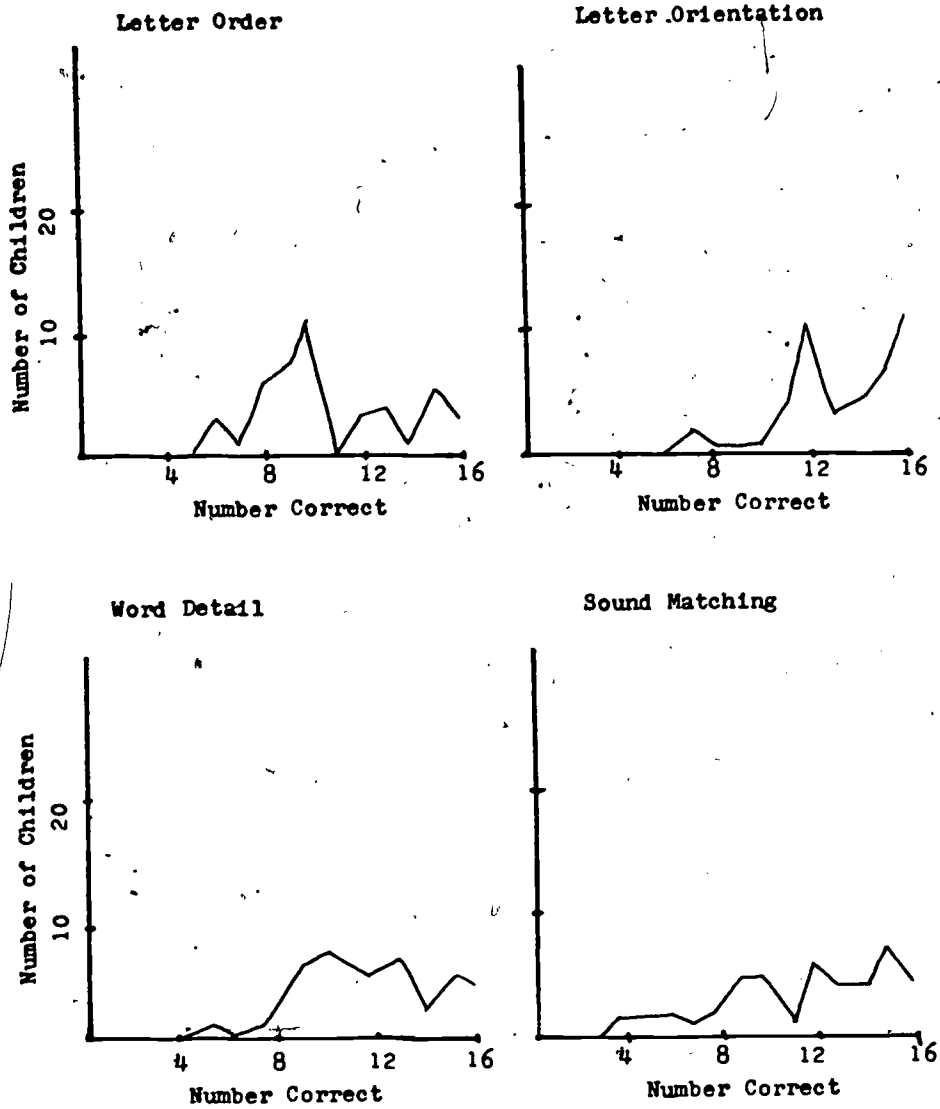 Letter Order
Number of Children
20
10
4 8 12 16
Number Correct
Letter Orientation
4 8 12 16
Number Correct
Word Detail
Number of Children
20
10
4 8 12 16
Number Correct
Sound Matching
4 8 12 16
Number Correct